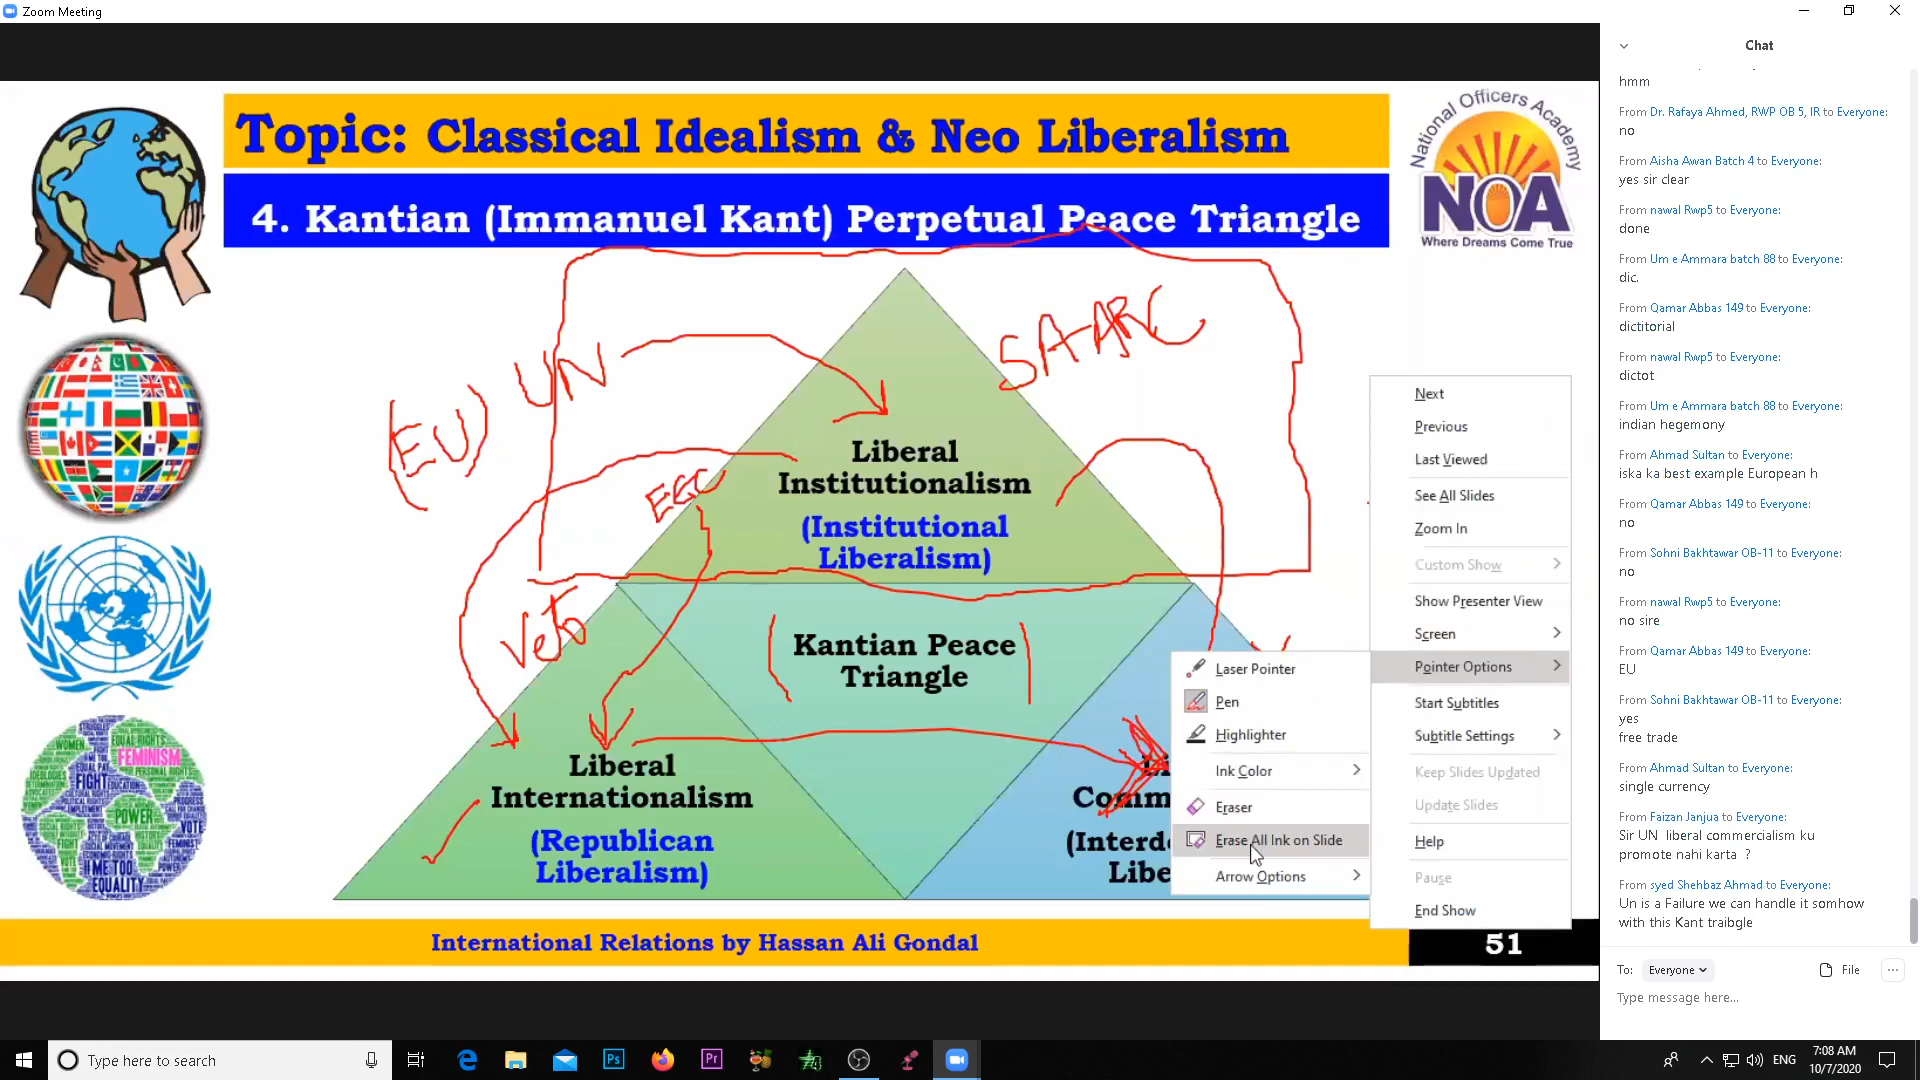 Zoom Meeting
Topic: Classical Idealism & Neo Liberalism
4. Kantian (Immanuel Kant) Perpetual Peace Triangle
National Officers Academy
NOA
Where Dreams Come True
SAARC
UN
(EU)
EGO
Veto
Liberal
Institutionalism
(Institutional
Liberalism)
Kantian Peace
Triangle
Liberal
Internationalism
(Republican
Liberalism)
Comm
(Interd
Libe
FEMINISM
WOMEN
EQUAL RIGHTS
FIGHT
POWER
VOTE
#METOO
EQUALITY
International Relations by Hassan Ali Gondal
51
Next
Previous
Last Viewed
See All Slides
Zoom In
Custom Show
Show Presenter View
Screen
Pointer Options
Start Subtitles
Subtitle Settings
Keep Slides Updated
Update Slides
Help
Pause
End Show
Laser Pointer
Pen
Highlighter
Ink Color
Eraser
Erase All Ink on Slide
Arrow Options
Chat
hmm
From Dr. Rafaya Ahmed, RWP OB 5, IR to Everyone:
no
From Aisha Awan Batch 4 to Everyone:
yes sir clear
From nawal Rwp5 to Everyone:
done
From Um e Ammara batch 88 to Everyone:
dic.
From Qamar Abbas 149 to Everyone:
dictitorial
From nawal Rwp5 to Everyone:
dictot
From Um e Ammara batch 88 to Everyone:
indian hegemony
From Ahmad Sultan to Everyone:
iska ka best example European h
From Qamar Abbas 149 to Everyone:
no
From Sohni Bakhtawar OB-11 to Everyone:
no
From nawal Rwp5 to Everyone:
no sire
From Qamar Abbas 149 to Everyone:
EU
From Sohni Bakhtawar OB-11 to Everyone:
yes
free trade
From Ahmad Sultan to Everyone:
single currency
From Faizan Janjua to Everyone:
Sir UN liberal commercialism ku
promote nahi karta ?
From syed Shehbaz Ahmad to Everyone:
Un is a Failure we can handle it somhow
with this Kant traibgle
To: Everyone
File
Type message here...
Type here to search
Ps
Pr
ENG
7:08 AM
10/7/2020